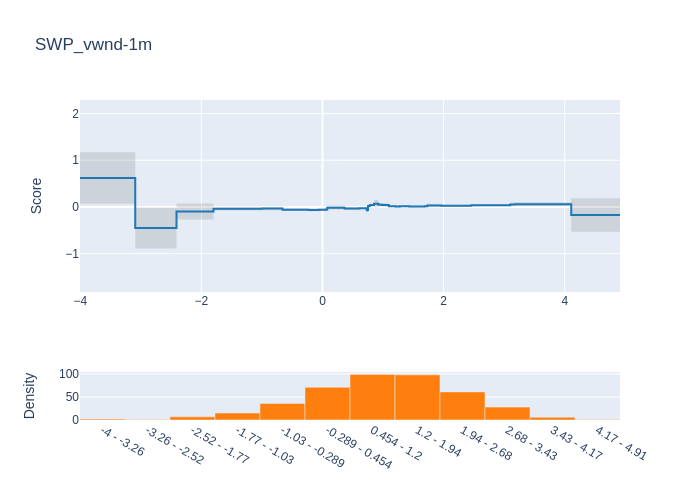 SWP_vwnd-1m
Score
2
1
0
−1
−4
−2
0
2
4
Density
100
50
0
-4 - -3.26
-3.26 - -2.52
-2.52 - -1.77
-1.77 - -1.03
-1.03 - -0.289
-0.289 - 0.454
0.454 - 1.2
1.2 - 1.94
1.94 - 2.68
2.68 - 3.43
3.43 - 4.17
4.17 - 4.91